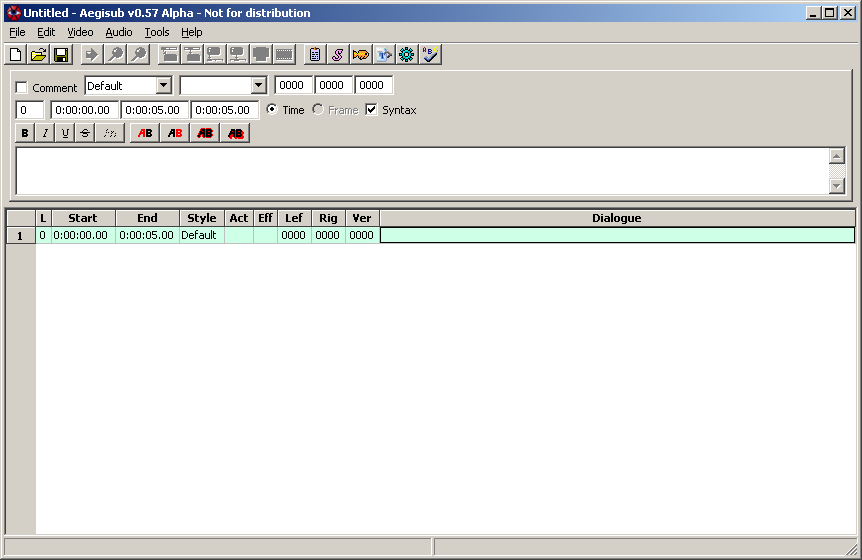 Untitled - Aegisub v0.57 Alpha - Not for distribution
File Edit Video Audio Tools Help
Comment Default 0000 0000 0000
0 0:00:00.00 0:00:05.00 0:00:05.00 Time Frame Syntax
B I U S fn AB AB AB AB
L Start End Style Act Eff Lef Rig Ver Dialogue
1 0 0:00:00.00 0:00:05.00 Default 0000 0000 0000